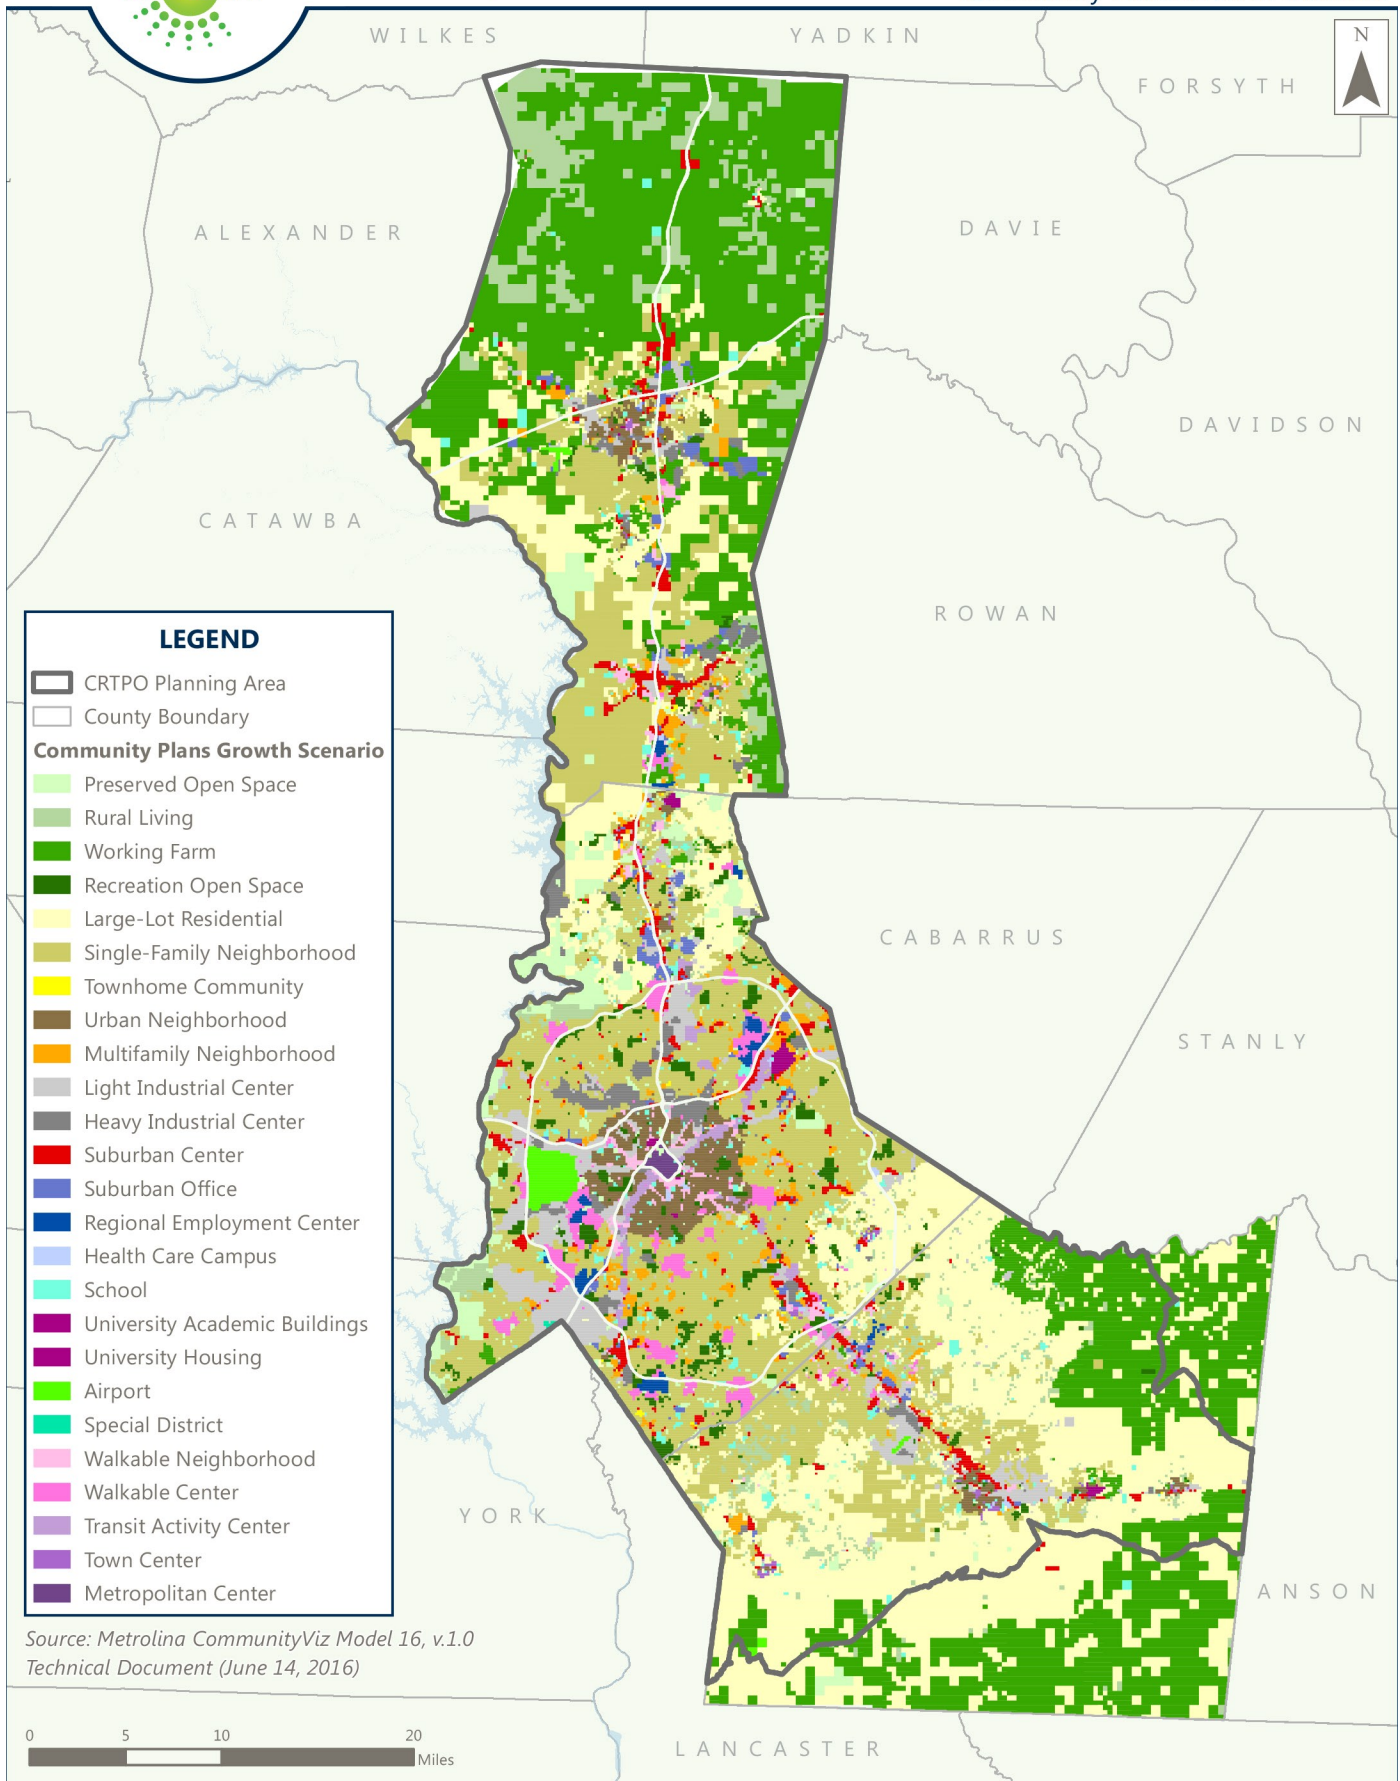 WILKES
YADKIN
N
FORSYTH
ALEXANDER
DAVIE
DAVIDSON
CATAWBA
ROWAN
LEGEND
CRTPO Planning Area
County Boundary
Community Plans Growth Scenario
Preserved Open Space
Rural Living
Working Farm
Recreation Open Space
Large-Lot Residential
Single-Family Neighborhood
Townhome Community
Urban Neighborhood
Multifamily Neighborhood
Light Industrial Center
Heavy Industrial Center
Suburban Center
Suburban Office
Regional Employment Center
Health Care Campus
School
University Academic Buildings
University Housing
Airport
Special District
Walkable Neighborhood
Walkable Center
Transit Activity Center
Town Center
Metropolitan Center
CABARRUS
STANLY
YORK
ANSON
LANCASTER
Source: Metrolina CommunityViz Model 16, v.1.0
Technical Document (June 14, 2016)
0 5 10 20
Miles